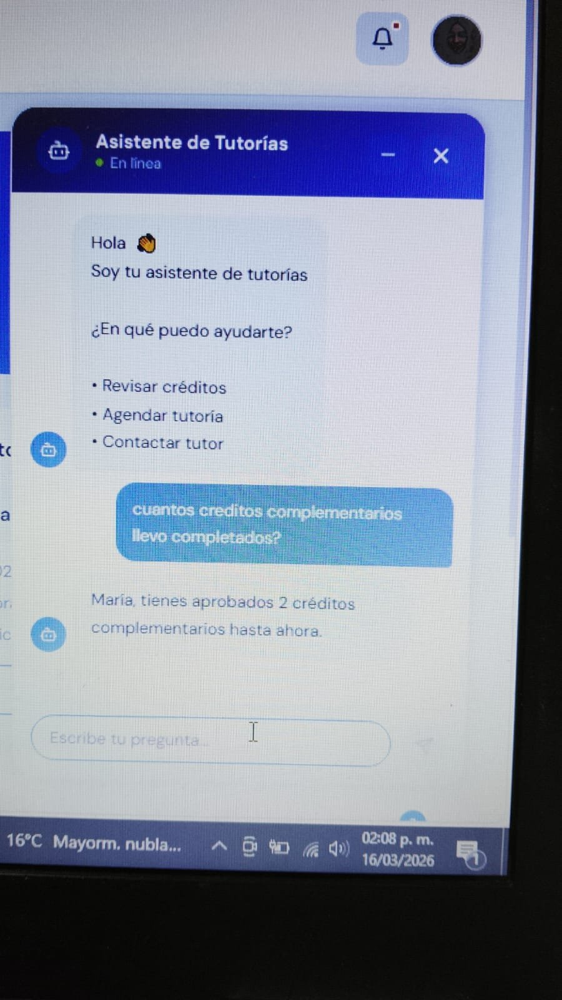 Asistente de Tutorías
En línea
Hola 👋
Soy tu asistente de tutorías
¿En qué puedo ayudarte?
• Revisar créditos
• Agendar tutoría
• Contactar tutor
cuantos creditos complementarios
llevo completados?
María, tienes aprobados 2 créditos
complementarios hasta ahora.
Escribe tu pregunta...
16°C Mayorm. nubla...
02:08 p. m.
16/03/2026
1